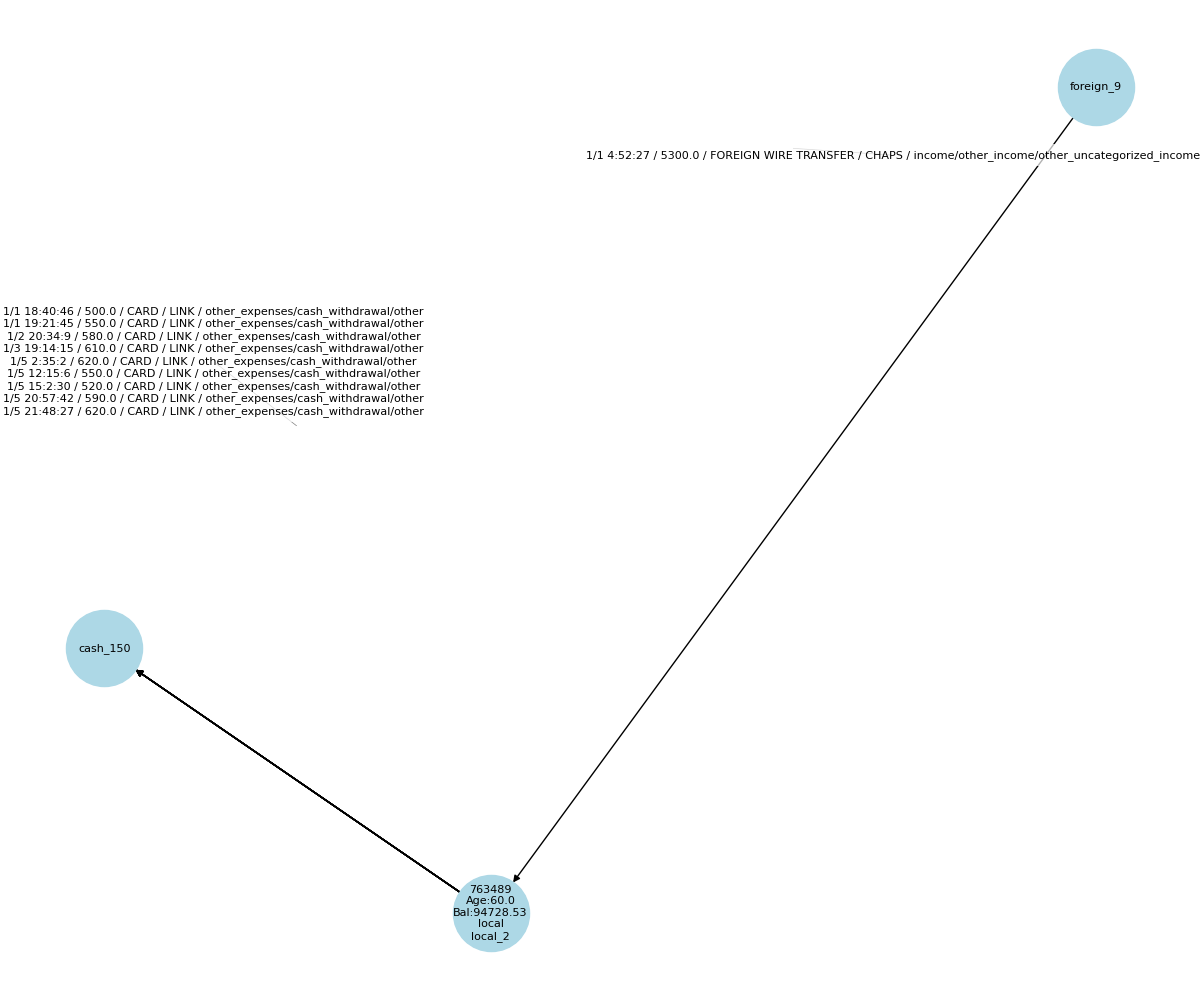 foreign_9
1/1 4:52:27 / 5300.0 / FOREIGN WIRE TRANSFER / CHAPS / income/other_income/other_uncategorized_income
1/1 18:40:46 / 500.0 / CARD / LINK / other_expenses/cash_withdrawal/other
1/1 19:21:45 / 550.0 / CARD / LINK / other_expenses/cash_withdrawal/other
1/2 20:34:9 / 580.0 / CARD / LINK / other_expenses/cash_withdrawal/other
1/3 19:14:15 / 610.0 / CARD / LINK / other_expenses/cash_withdrawal/other
1/5 2:35:2 / 620.0 / CARD / LINK / other_expenses/cash_withdrawal/other
1/5 12:15:6 / 550.0 / CARD / LINK / other_expenses/cash_withdrawal/other
1/5 15:2:30 / 520.0 / CARD / LINK / other_expenses/cash_withdrawal/other
1/5 20:57:42 / 590.0 / CARD / LINK / other_expenses/cash_withdrawal/other
1/5 21:48:27 / 620.0 / CARD / LINK / other_expenses/cash_withdrawal/other
cash_150
763489
Age:60.0
Bal:94728.53
local
local_2